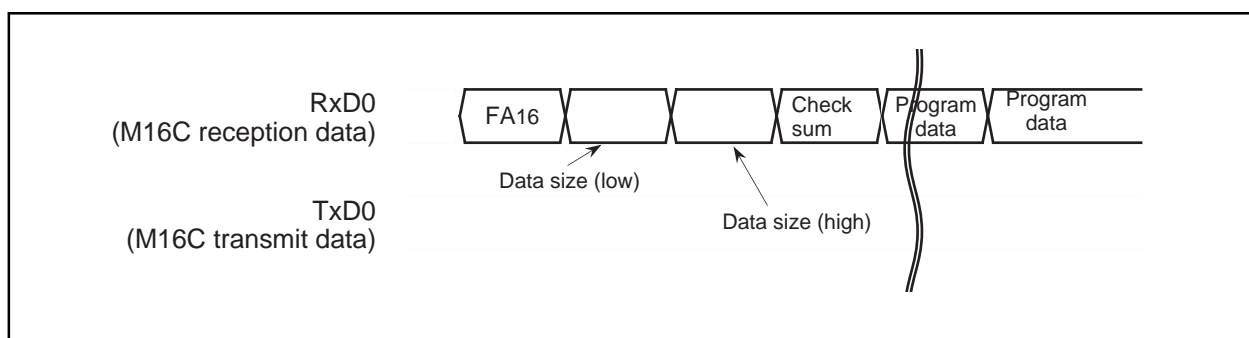 RxD0
(M16C reception data)
FA16
Check
sum
Program
data
Program
data
Data size (low)
Data size (high)
TxD0
(M16C transmit data)